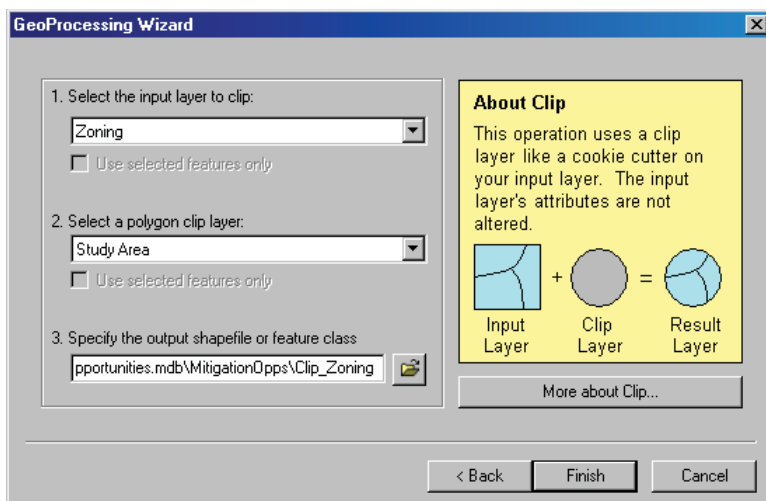 GeoProcessing Wizard
1. Select the input layer to clip:
Zoning
Use selected features only
2. Select a polygon clip layer:
Study Area
Use selected features only
3. Specify the output shapefile or feature class
pportunities.mdb\MitigationOpps\Clip_Zoning
About Clip
This operation uses a clip
layer like a cookie cutter on
your input layer. The input
layer's attributes are not
altered.
+ =
Input Clip Result
Layer Layer Layer
More about Clip...
< Back Finish Cancel